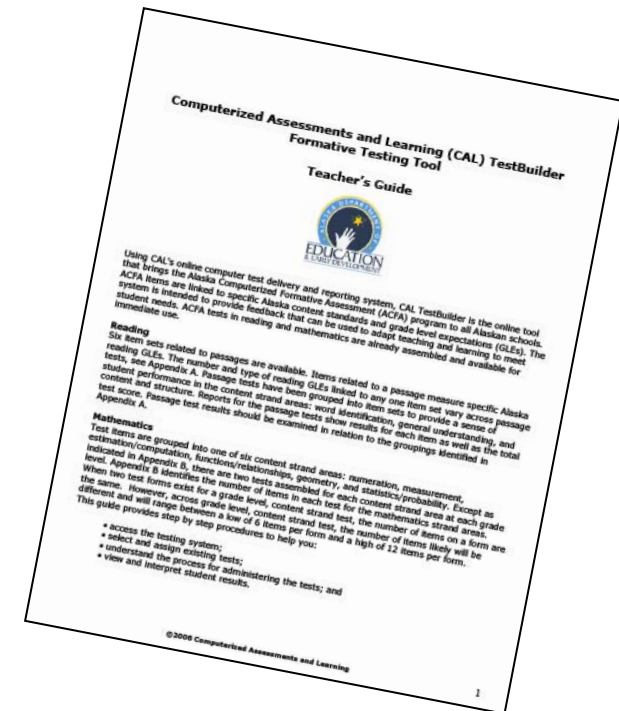 Computerized Assessments and Learning (CAL) TestBuilder
Formative Testing Tool
Teacher's Guide
ALASKA DEPARTMENT OF
EDUCATION
& EARLY DEVELOPMENT
Using CAL's online computer test delivery and reporting system, CAL TestBuilder is the online tool
that brings the Alaska Computerized Formative Assessment (ACFA) program to all Alaskan schools.
ACFA items are linked to specific Alaska content standards and grade level expectations (GLEs). The
system is intended to provide feedback that can be used to adapt teaching and learning to meet
student needs. ACFA tests in reading and mathematics are already assembled and available for
immediate use.
Reading
Six item sets related to passages are available. Items related to a passage measure specific Alaska
reading GLEs. The number and type of reading GLEs linked to any one item set vary across passage
tests, see Appendix A. Passage tests have been grouped into item sets to provide a sense of
student performance in the content strand areas: word identification, general understanding, and
content and structure. Reports for the passage tests show results for each item as well as the total
test score. Passage test results should be examined in relation to the groupings identified in
Appendix A.
Mathematics
Test items are grouped into one of six content strand areas: numeration, measurement,
estimation/computation, functions/relationships, geometry, and statistics/probability. Except as
indicated in Appendix B, there are two tests assembled for each content strand area at each grade
level. Appendix B identifies the number of items in each test for the mathematics strand areas.
When two test forms exist for a grade level, content strand test, the number of items on a form are
the same. However, across grade level, content strand test, the number of items likely will be
different and will range between a low of 6 items per form and a high of 12 items per form.
This guide provides step by step procedures to help you:
• access the testing system;
• select and assign existing tests;
• understand the process for administering the tests; and
• view and interpret student results.
©2006 Computerized Assessments and Learning
1